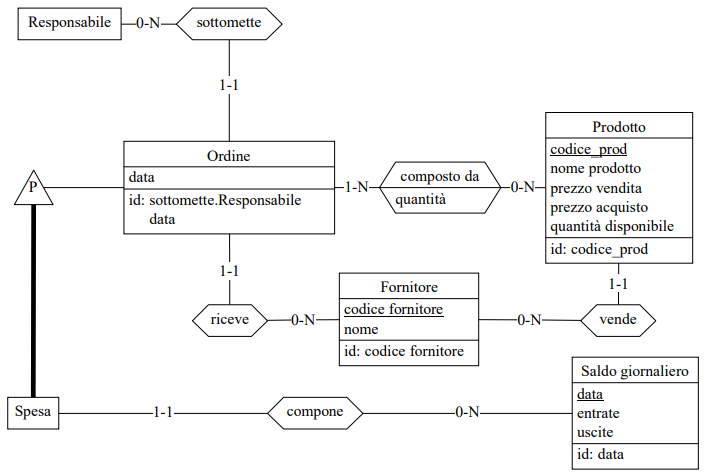 Responsabile
0-N
sottomette
1-1
Ordine
data
id: sottomette.Responsabile
data
P
1-N
composto da
quantità
0-N
Prodotto
codice_prod
nome prodotto
prezzo vendita
prezzo acquisto
quantità disponibile
id: codice_prod
1-1
1-1
riceve
0-N
Fornitore
codice fornitore
nome
id: codice fornitore
0-N
vende
Spesa
1-1
compone
0-N
Saldo giornaliero
data
entrate
uscite
id: data